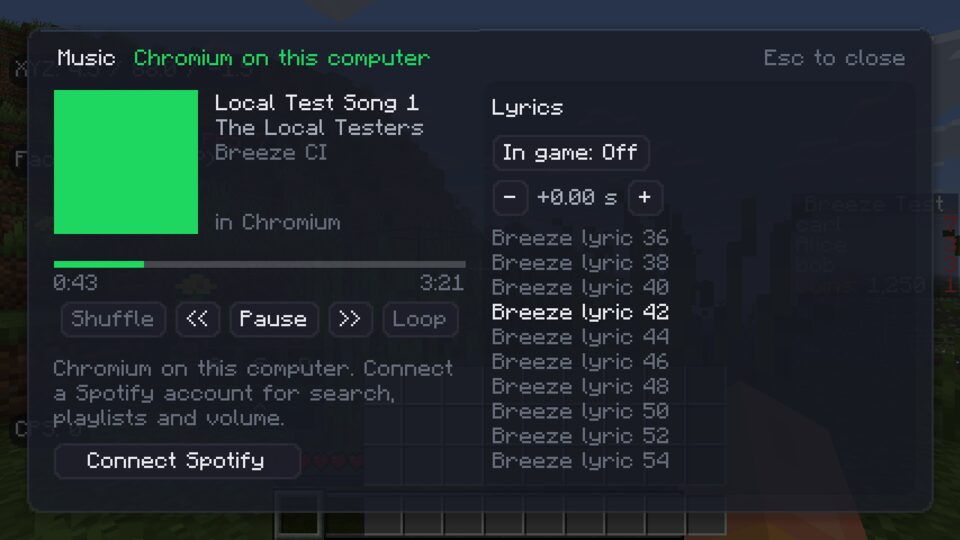 Music Chromium on this computer
Esc to close
Local Test Song 1
The Local Testers
Breeze CI
in Chromium
0:43
3:21
Shuffle << Pause >> Loop
Chromium on this computer. Connect
a Spotify account for search,
playlists and volume.
Connect Spotify
Lyrics
In game: Off
- +0.00 s +
Breeze lyric 36
Breeze lyric 38
Breeze lyric 40
Breeze lyric 42
Breeze lyric 44
Breeze lyric 46
Breeze lyric 48
Breeze lyric 50
Breeze lyric 52
Breeze lyric 54
Breeze Test
carl
Alice
bob
1,250